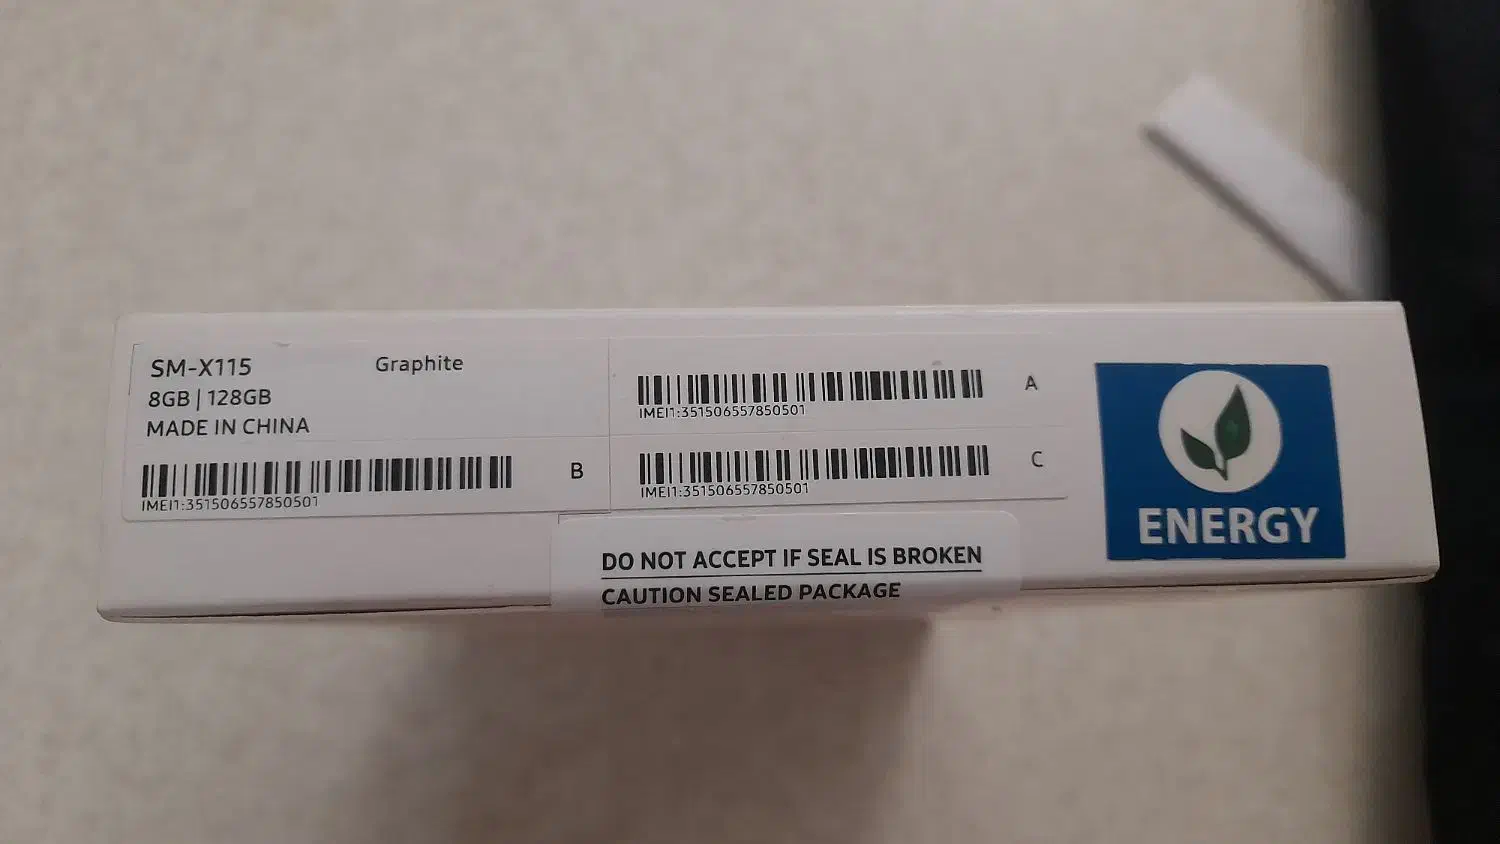 SM-X115 Graphite
8GB | 128GB
MADE IN CHINA
IMEI1:351506557850501
B
IMEI1:351506557850501
A
IMEI1:351506557850501
C
DO NOT ACCEPT IF SEAL IS BROKEN
CAUTION SEALED PACKAGE
ENERGY